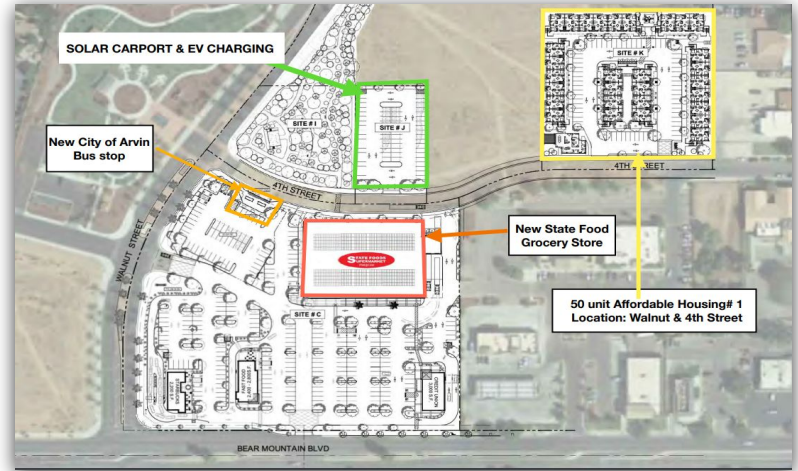 SOLAR CARPORT & EV CHARGING
SITE # K
SITE # I
SITE # J
New City of Arvin
Bus stop
4TH STREET
4TH STREET
WALNUT STREET
New State Food
Grocery Store
STATE FOODS
SUPERMARKET
50 unit Affordable Housing# 1
Location: Walnut & 4th Street
SITE # C
FAST FOOD
CREDIT UNION
BEAR MOUNTAIN BLVD